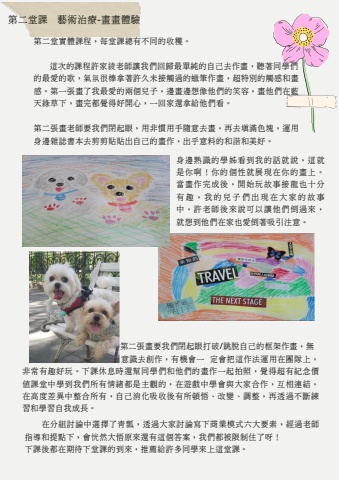 第二堂課　藝術治療-畫畫體驗
第二堂實體課程，每堂課總有不同的收穫。
這次的課程許銨老師讓我們回歸最單純的自己去作畫，聽著同學們
的最愛的歌，氣氛很棒拿著許久未接觸過的蠟筆作畫，超特別的觸感和畫
感。第一張畫了我最愛的兩個兒子，邊畫邊想像他們的笑容。畫他們在藍
天綠草下，畫完都覺得好開心，一回家還拿給他們看。
第二張畫老師要我們閉起眼，用非慣用手隨意去畫，再去填滿色塊，運用
身邊雜誌書本去剪剪貼貼出自己的畫作，出乎意料的和諧和美好。
身邊熟識的學姊看到我的話就說，這就
是你啊！你的個性就展現在你的畫上。
當畫作完成後，開始玩故事接龍也十分
有趣，我的兒子們出現在大家的故事
中，許老師後來說可以讓他們倒過來，
就想到他們在家也愛倒著吸引注意。
TRAVEL
THE NEXT STAGE
第二張畫要我們閉起眼打破/跳脫自己的框架作畫，無
意識去創作，有機會一 定會把這作法運用在團隊上，
非常有趣好玩。下課休息時還幫同學們和他們的畫作一起拍照，覺得超有紀念價
值課堂中學到我們所有情緒都是主觀的，在遊戲中學會與大家合作，互相連結，
在高度差異中整合所有，自己消化吸收後有所頓悟、改變、調整，再透過不斷練
習和學習自我成長。
在分組討論中選擇了青瓢，透過大家討論寫下商業模式六大要素，經過老師
指導和提點下，會恍然大悟原來還有這個答案，我們都被限制住了呀！
下課後都在期待下堂課的到來，推薦給許多同學來上這堂課。